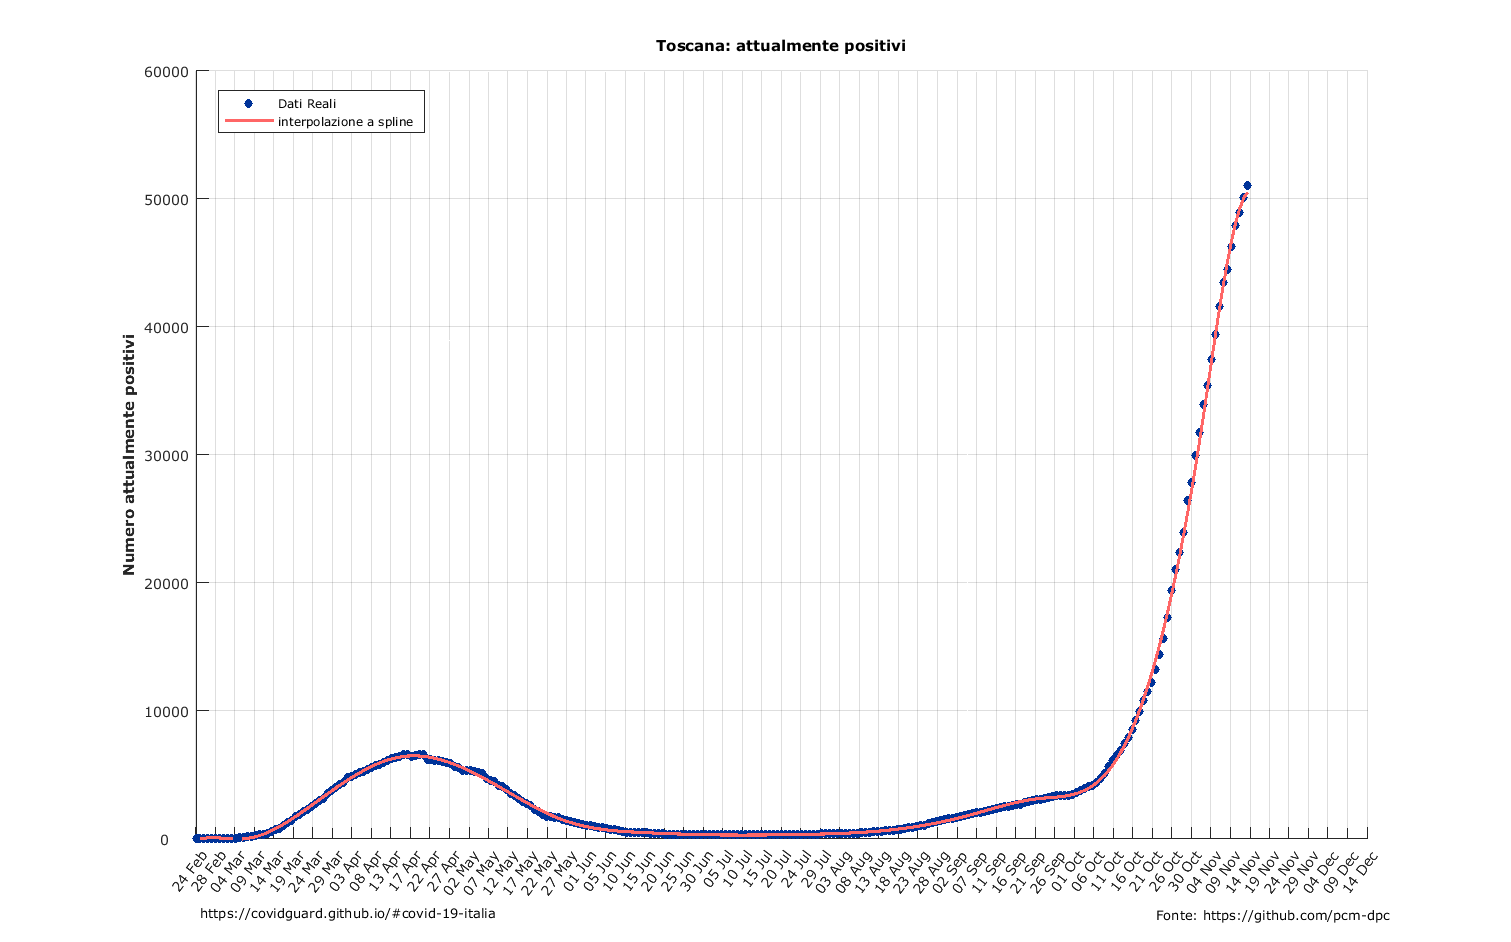 Toscana: attualmente positivi
60000
Dati Reali
interpolazione a spline
50000
40000
Numero attualmente positivi
30000
20000
10000
0
24 Feb
28 Feb
04 Mar
09 Mar
14 Mar
19 Mar
24 Mar
29 Mar
03 Apr
08 Apr
13 Apr
17 Apr
22 Apr
27 Apr
02 May
07 May
12 May
17 May
22 May
27 May
01 Jun
05 Jun
10 Jun
15 Jun
20 Jun
25 Jun
30 Jun
05 Jul
10 Jul
15 Jul
20 Jul
24 Jul
29 Jul
03 Aug
08 Aug
13 Aug
18 Aug
23 Aug
28 Aug
02 Sep
07 Sep
11 Sep
16 Sep
21 Sep
26 Sep
01 Oct
06 Oct
11 Oct
16 Oct
21 Oct
26 Oct
30 Oct
04 Nov
09 Nov
14 Nov
19 Nov
24 Nov
29 Nov
04 Dec
09 Dec
14 Dec
https://covidguard.github.io/#covid-19-italia
Fonte: https://github.com/pcm-dpc